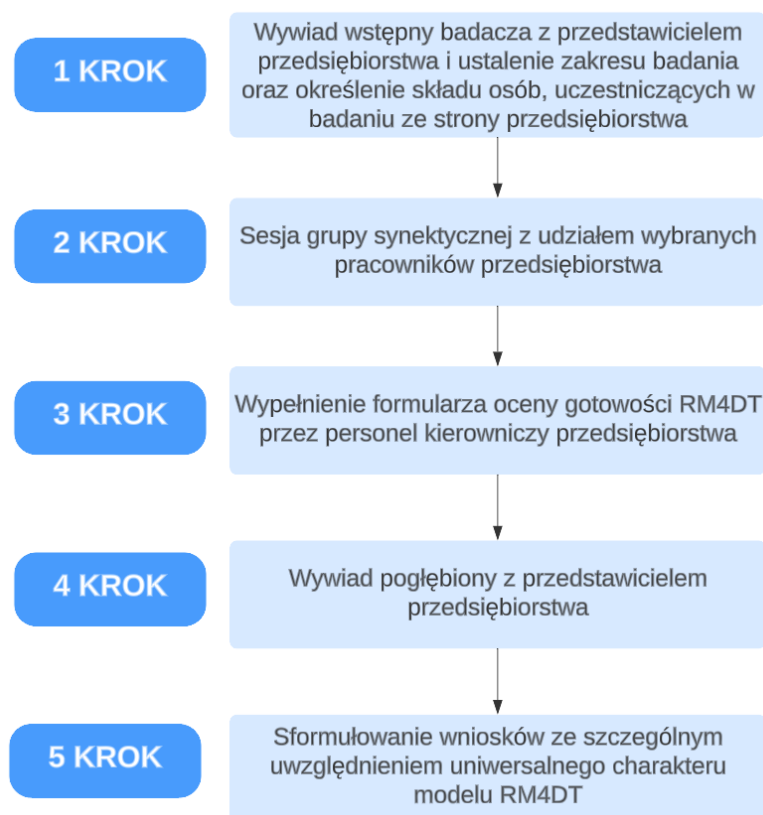 1 KROK
Wywiad wstępny badacza z przedstawicielem
przedsiębiorstwa i ustalenie zakresu badania
oraz określenie składu osób, uczestniczących w
badaniu ze strony przedsiębiorstwa
2 KROK
Sesja grupy synektycznej z udziałem wybranych
pracowników przedsiębiorstwa
3 KROK
Wypełnienie formularza oceny gotowości RM4DT
przez personel kierowniczy przedsiębiorstwa
4 KROK
Wywiad pogłębiony z przedstawicielem
przedsiębiorstwa
5 KROK
Sformułowanie wniosków ze szczególnym
uwzględnieniem uniwersalnego charakteru
modelu RM4DT